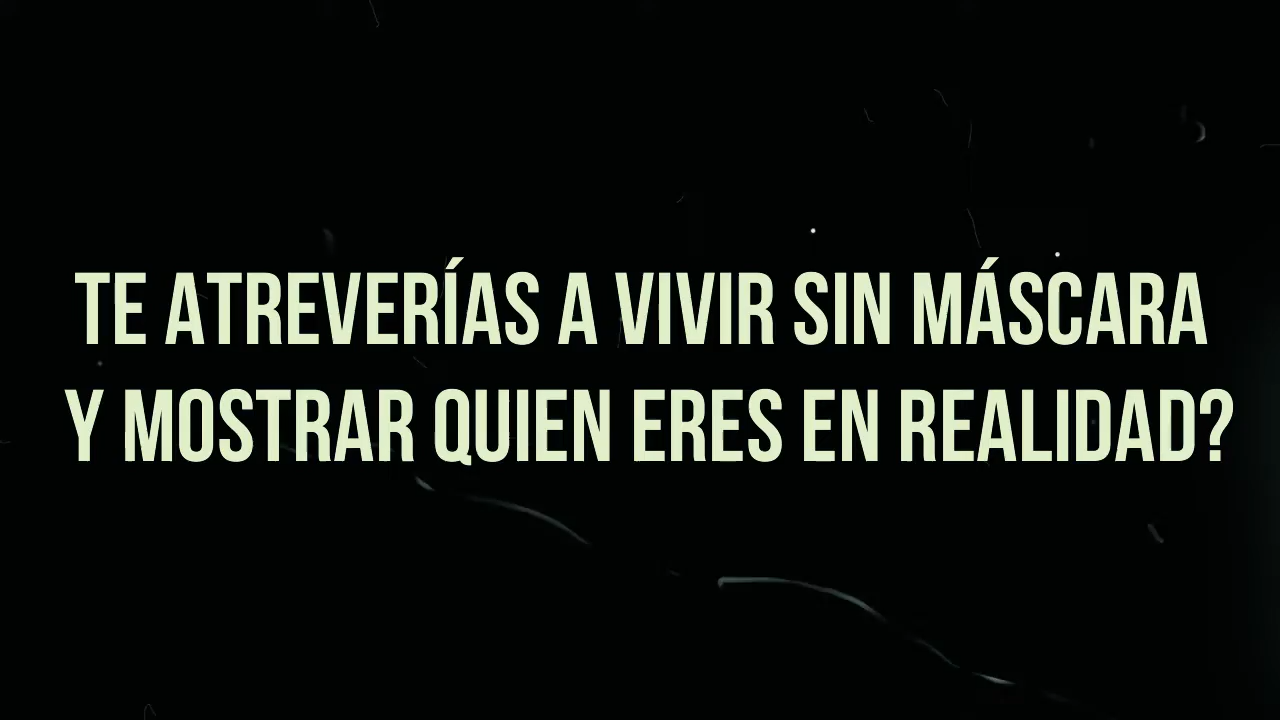 TE ATREVERÍAS A VIVIR SIN MÁSCARA
Y MOSTRAR QUIEN ERES EN REALIDAD?